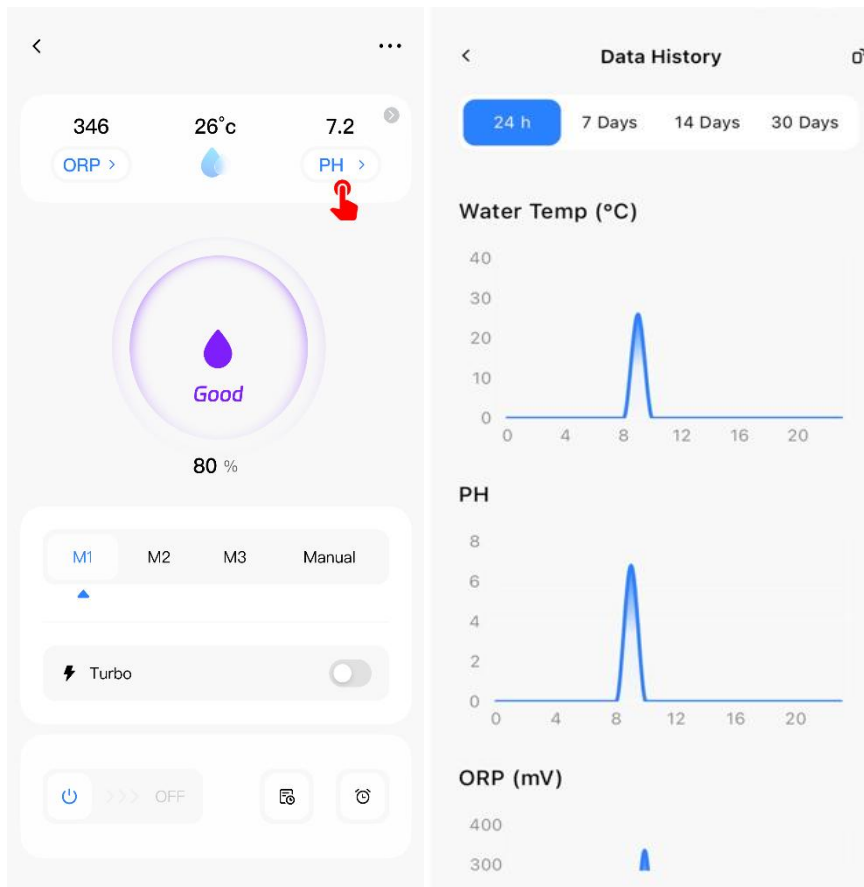 346 26°c 7.2
ORP > PH >
Good
80 %
M1 M2 M3 Manual
Turbo
>>> OFF
Data History
24 h 7 Days 14 Days 30 Days
Water Temp (°C)
40
30
20
10
0
0 4 8 12 16 20
PH
8
6
4
2
0
0 4 8 12 16 20
ORP (mV)
400
300